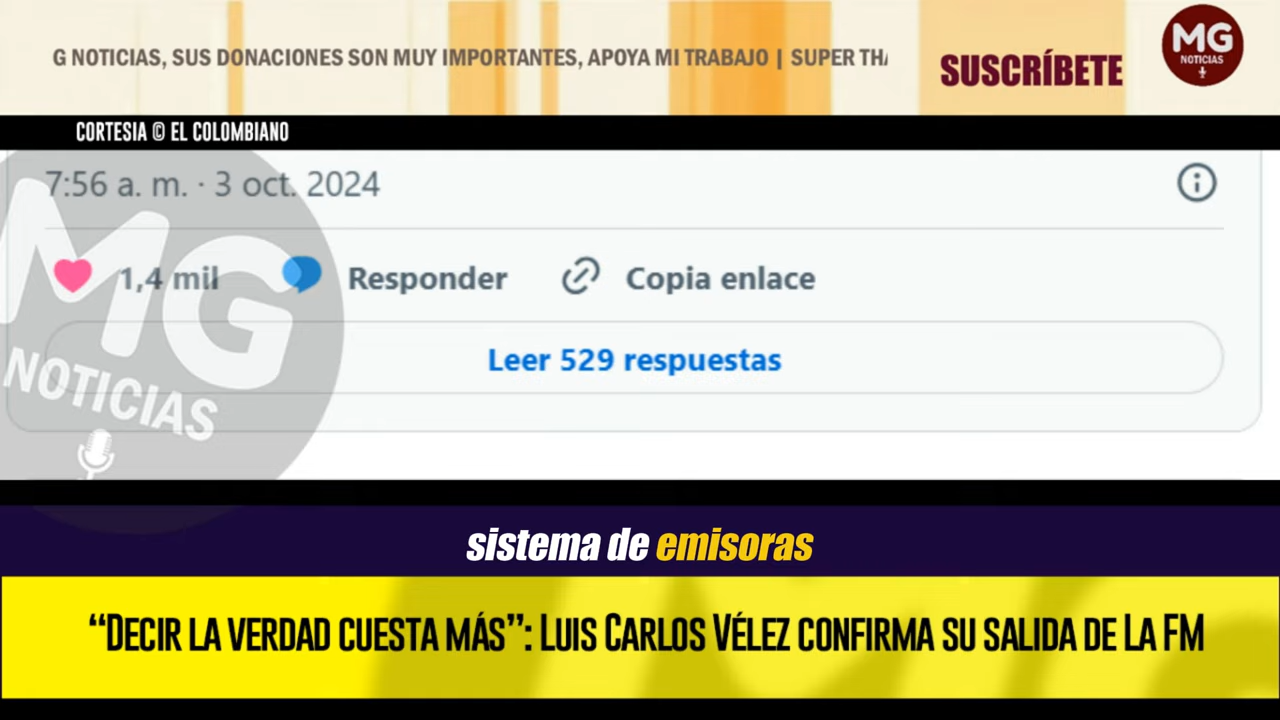 G NOTICIAS, SUS DONACIONES SON MUY IMPORTANTES, APOYA MI TRABAJO | SUPER THA
SUSCRÍBETE
MG
NOTICIAS
CORTESIA © EL COLOMBIANO
7:56 a. m. · 3 oct. 2024
1,4 mil
Responder
Copia enlace
Leer 529 respuestas
MG
NOTICIAS
sistema de emisoras
“DECIR LA VERDAD CUESTA MÁS”: LUIS CARLOS VÉLEZ CONFIRMA SU SALIDA DE LA FM